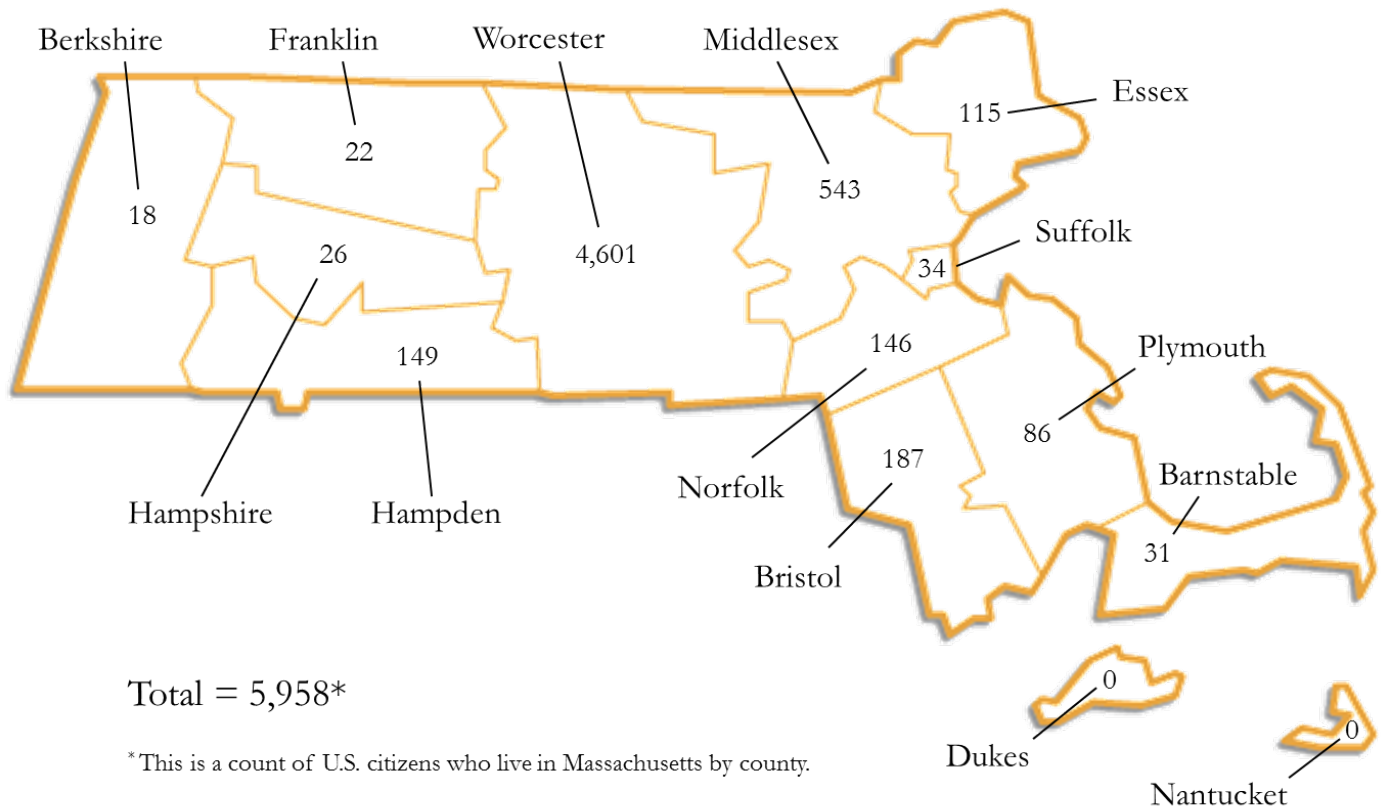 Berkshire
Franklin
Worcester
Middlesex
Essex
115
22
543
18
Suffolk
26
4,601
34
146
Plymouth
149
86
187
Barnstable
Norfolk
Hampshire
Hampden
31
Bristol
Total = 5,958*
0
0
Dukes
* This is a count of U.S. citizens who live in Massachusetts by county.
Nantucket